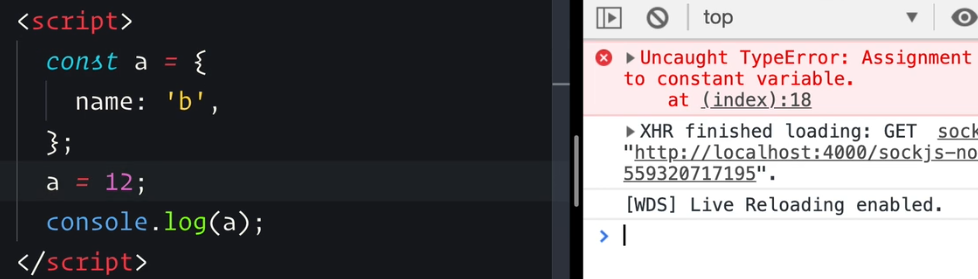 <script>
const a = {
name: 'b',
};
a = 12;
console.log(a);
</script>
top
Uncaught TypeError: Assignment
to constant variable.
at (index):18
XHR finished loading: GET
"http://localhost:4000/sockjs-no
559320717195".
[WDS] Live Reloading enabled.